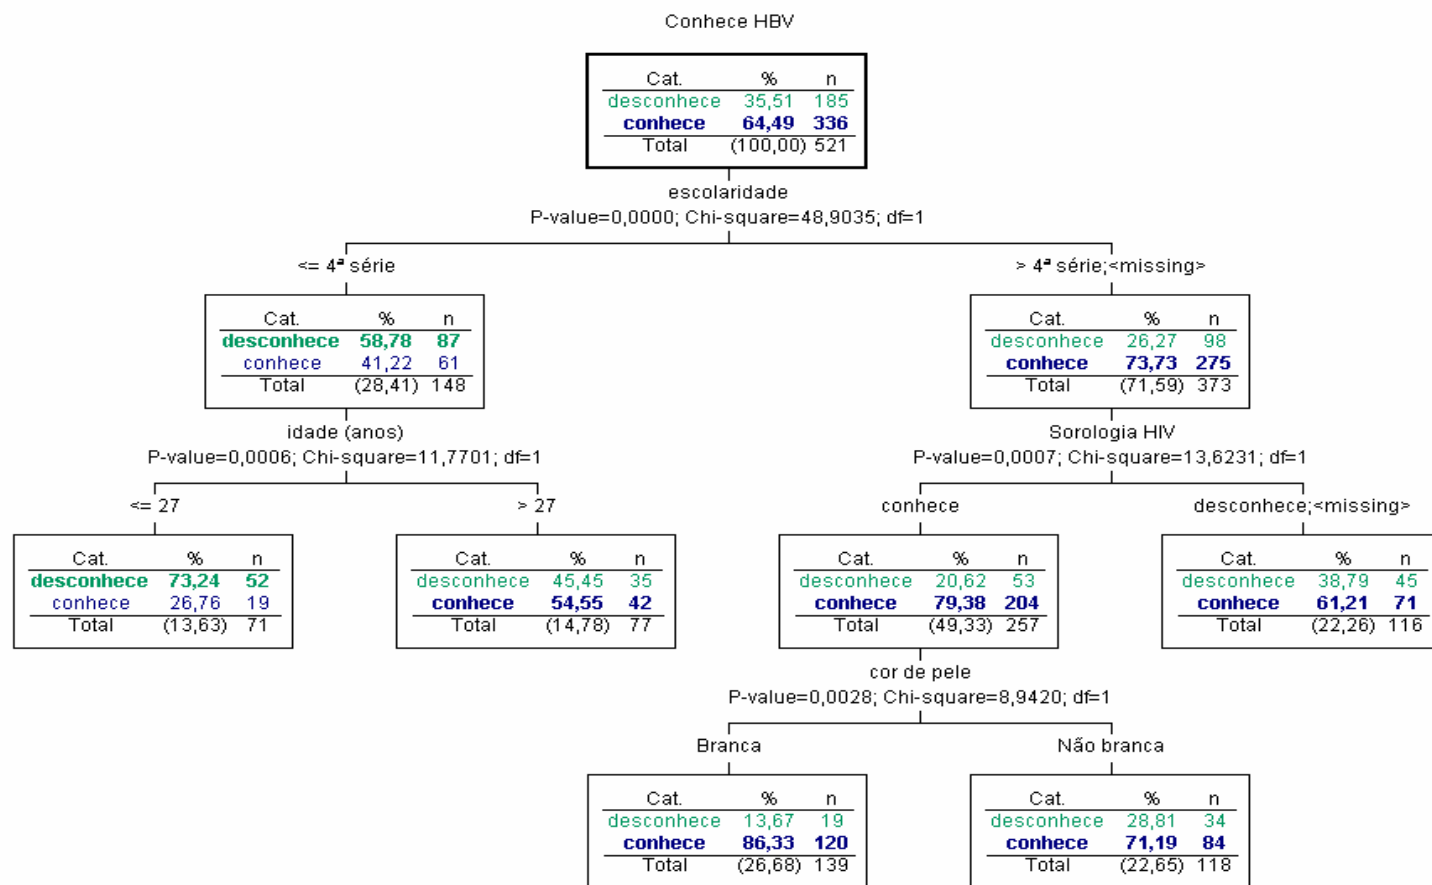 Conhece HBV
Cat. % n
desconhece 35,51 185
conhece 64,49 336
Total (100,00) 521
escolaridade
P-value=0,0000; Chi-square=48,9035; df=1
<= 4ª série
> 4ª série;<missing>
Cat. % n
desconhece 58,78 87
conhece 41,22 61
Total (28,41) 148
Cat. % n
desconhece 26,27 98
conhece 73,73 275
Total (71,59) 373
idade (anos)
P-value=0,0006; Chi-square=11,7701; df=1
Sorologia HIV
P-value=0,0007; Chi-square=13,6231; df=1
<= 27
> 27
conhece
desconhece;<missing>
Cat. % n
desconhece 73,24 52
conhece 26,76 19
Total (13,63) 71
Cat. % n
desconhece 45,45 35
conhece 54,55 42
Total (14,78) 77
Cat. % n
desconhece 20,62 53
conhece 79,38 204
Total (49,33) 257
Cat. % n
desconhece 38,79 45
conhece 61,21 71
Total (22,26) 116
cor de pele
P-value=0,0028; Chi-square=8,9420; df=1
Branca
Não branca
Cat. % n
desconhece 13,67 19
conhece 86,33 120
Total (26,68) 139
Cat. % n
desconhece 28,81 34
conhece 71,19 84
Total (22,65) 118